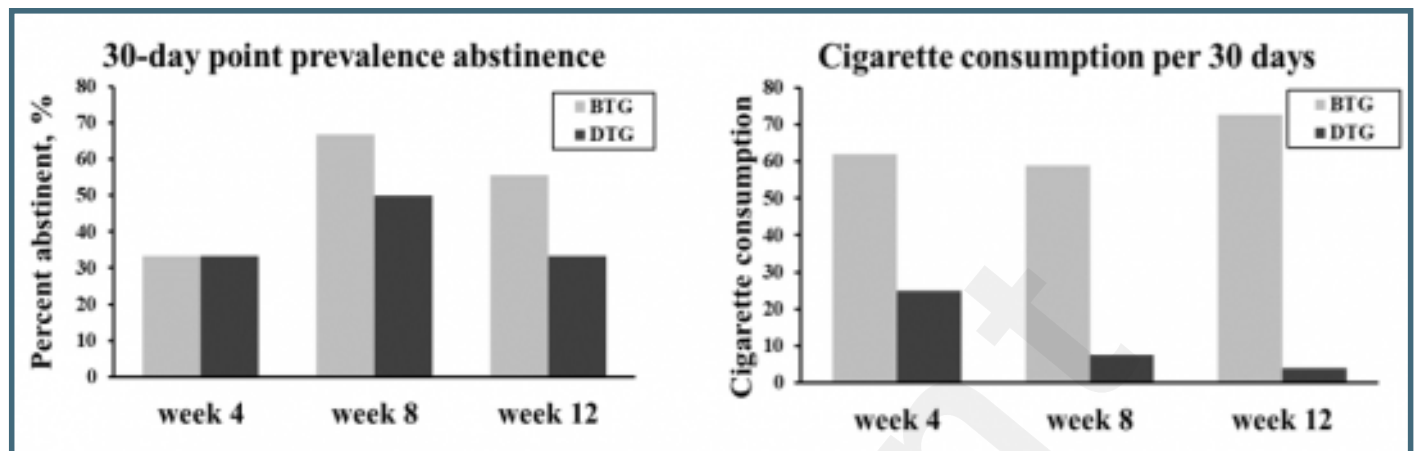 30-day point prevalence abstinence
Percent abstinent, %
80
70
60
50
40
30
20
10
0
BTG
DTG
week 4 week 8 week 12
Cigarette consumption per 30 days
Cigarette consumption
80
70
60
50
40
30
20
10
0
BTG
DTG
week 4 week 8 week 12